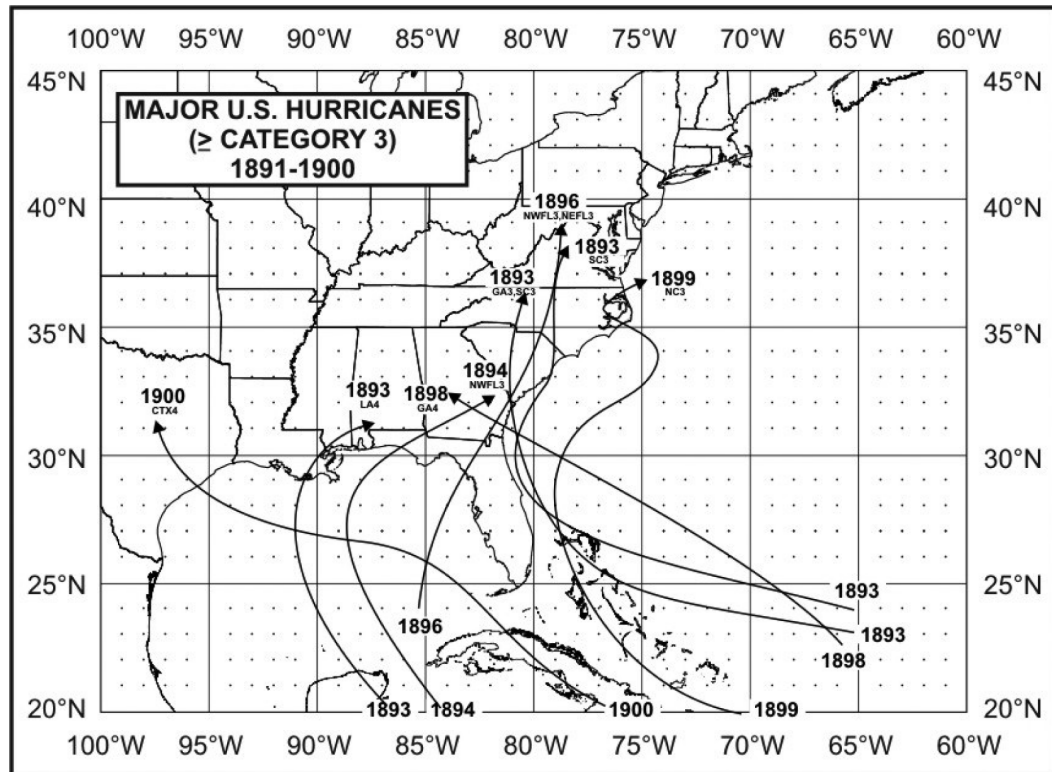 100°W 95°W 90°W 85°W 80°W 75°W 70°W 65°W 60°W
45°N 45°N
MAJOR U.S. HURRICANES
(≥ CATEGORY 3)
1891-1900
40°N 40°N
1896
NWFL3,NEFL3
1893
SC3
1893
GA3,SC3
1899
NC3
35°N 35°N
1894
NWFL3
1900
CTX4
1893
LA4
1898
GA4
30°N 30°N
25°N 25°N
1893
1896
1893
1898
20°N 20°N
1893 1894 1900 1899
100°W 95°W 90°W 85°W 80°W 75°W 70°W 65°W 60°W